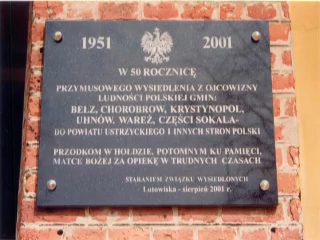 1951 2001
W 50 ROCZNICĘ
PRZYMUSOWEGO WYSIEDLENIA Z OJCOWIZNY
LUDNOŚCI POLSKIEJ GMIN:
BEŁZ, CHOROBRÓW, KRYSTYNOPOL,
UHNÓW, WARĘŻ, CZĘŚCI SOKALA-
DO POWIATU USTRZYCKIEGO I INNYCH STRON POLSKI
PRZODKOM W HOŁDZIE, POTOMNYM KU PAMIĘCI,
MATCE BOŻEJ ZA OPIEKĘ W TRUDNYCH CZASACH
STARANIEM ZWIĄZKU WYSIEDLONYCH
Lutowiska - sierpień 2001 r.